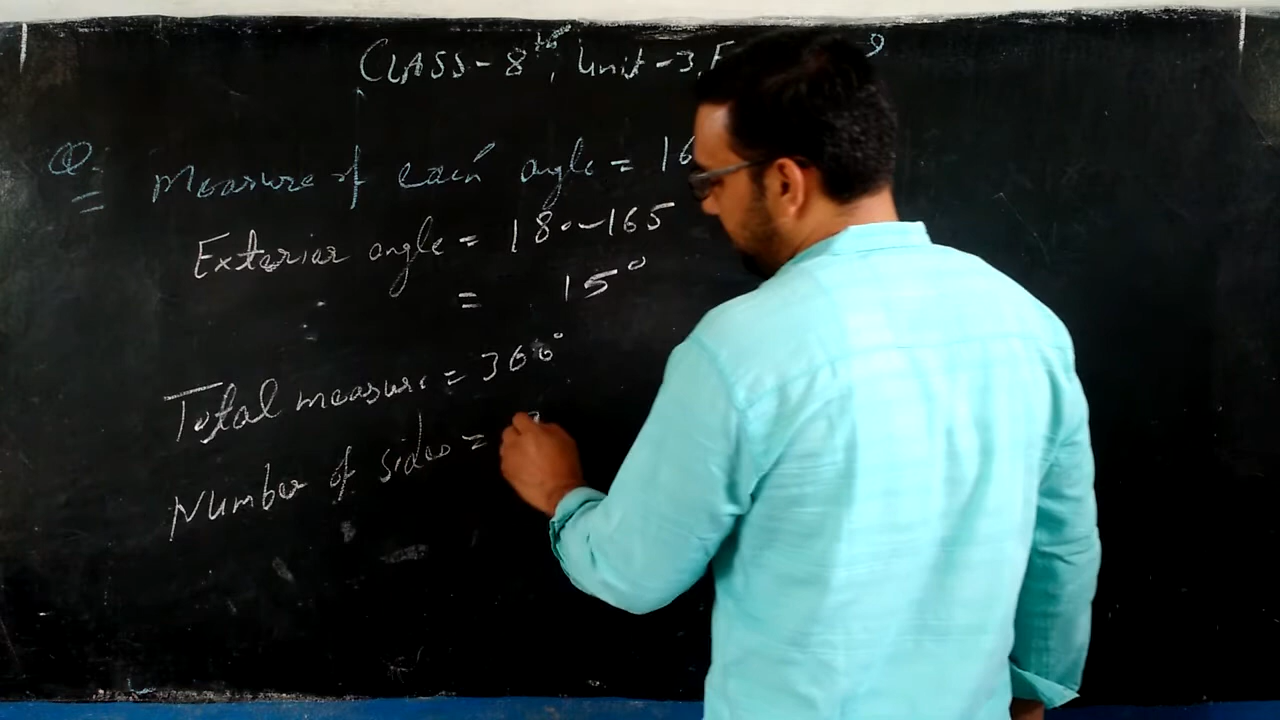 CLASS-8th, Unit-3, 9
Q. Measure of each angle = 16
Exterior angle = 180-165
= 15°
Total measure = 360°
Number of sides =